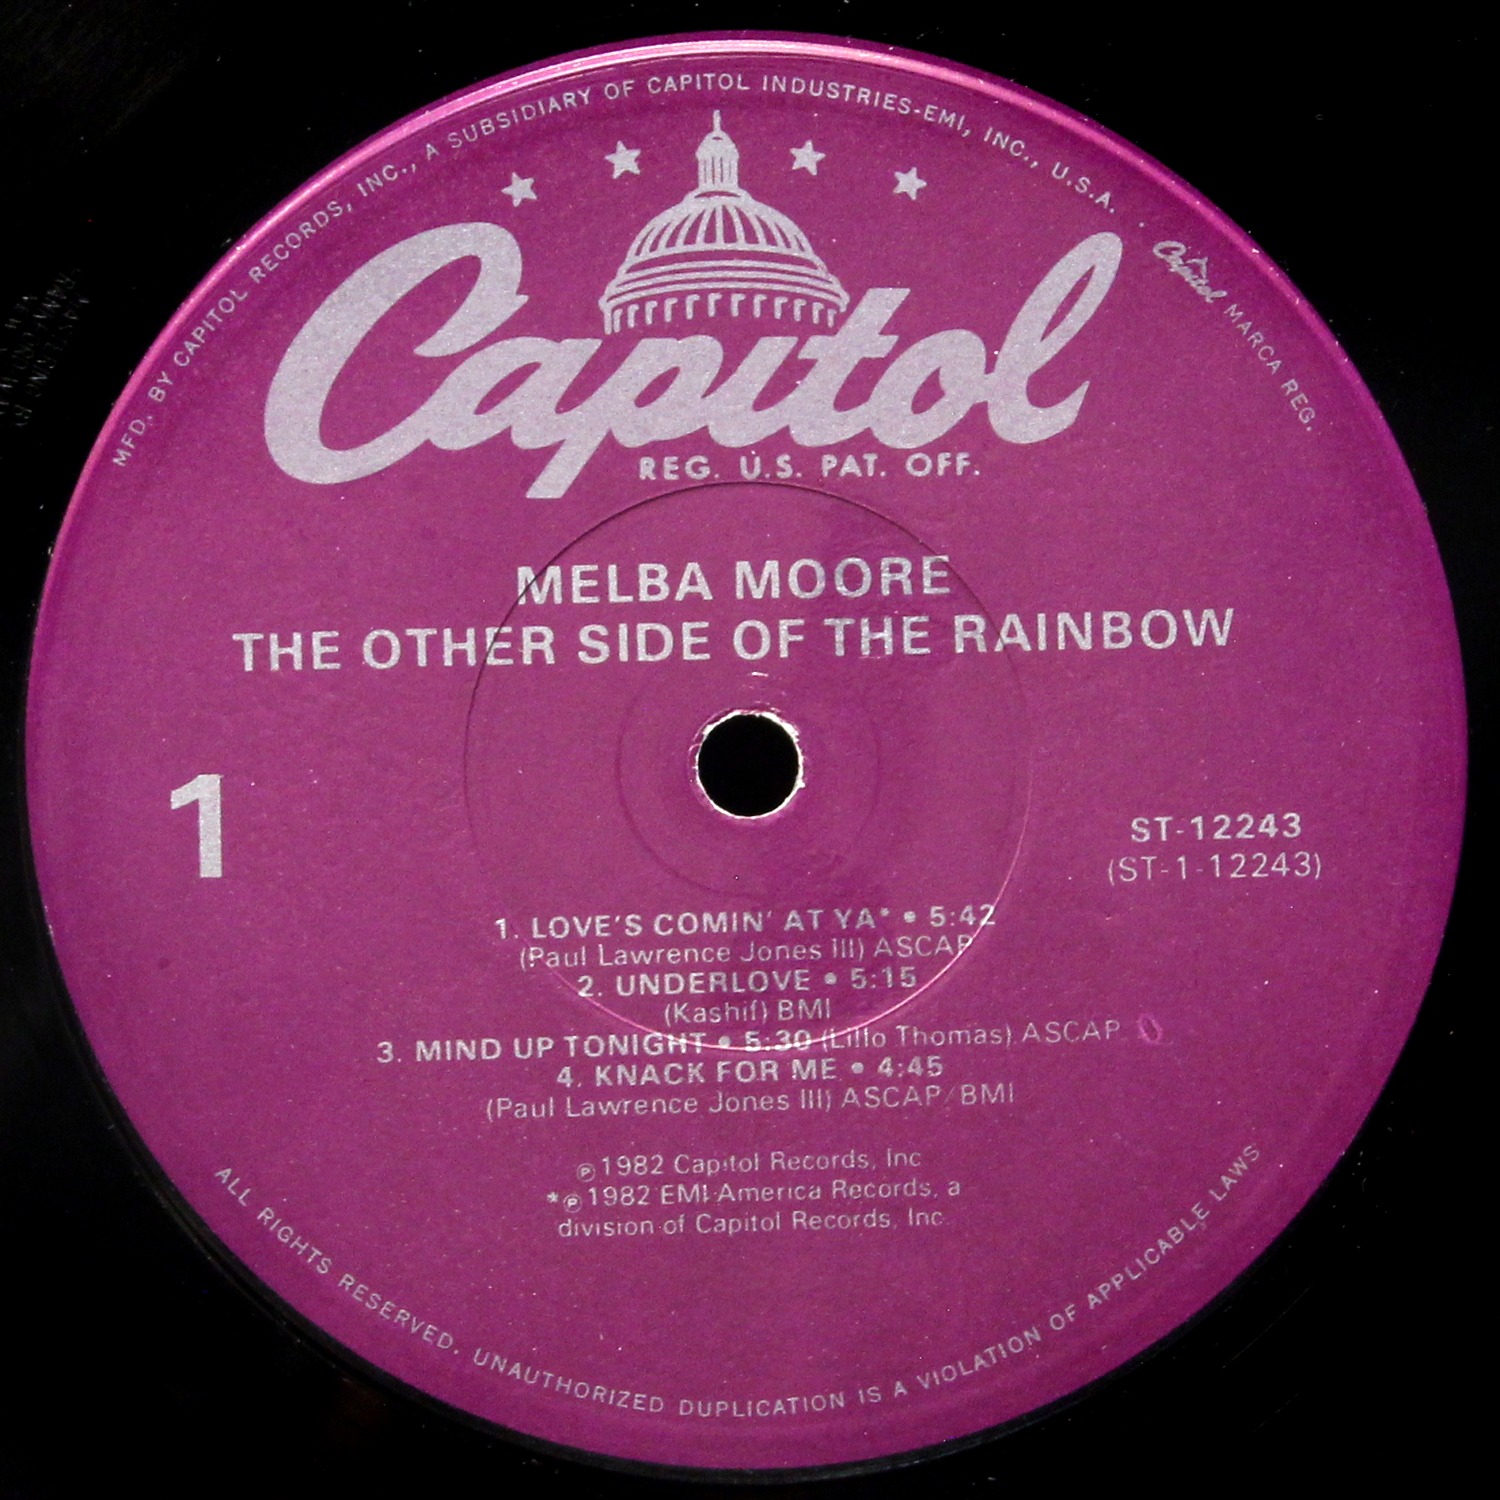 MFD. BY CAPITOL RECORDS, INC., A SUBSIDIARY OF CAPITOL INDUSTRIES-EMI, INC., U.S.A. · Capitol MARCA REG.
Capitol
REG. U.S. PAT. OFF.
MELBA MOORE
THE OTHER SIDE OF THE RAINBOW
1
ST-12243
(ST-1-12243)
1. LOVE'S COMIN' AT YA* • 5:42
(Paul Lawrence Jones III) ASCAP
2. UNDERLOVE • 5:15
(Kashif) BMI
3. MIND UP TONIGHT • 5:30 (Lillo Thomas) ASCAP
4. KNACK FOR ME • 4:45
(Paul Lawrence Jones III) ASCAP/BMI
℗ 1982 Capitol Records, Inc
*℗ 1982 EMI-America Records, a
division of Capitol Records, Inc.
ALL RIGHTS RESERVED. UNAUTHORIZED DUPLICATION IS A VIOLATION OF APPLICABLE LAWS